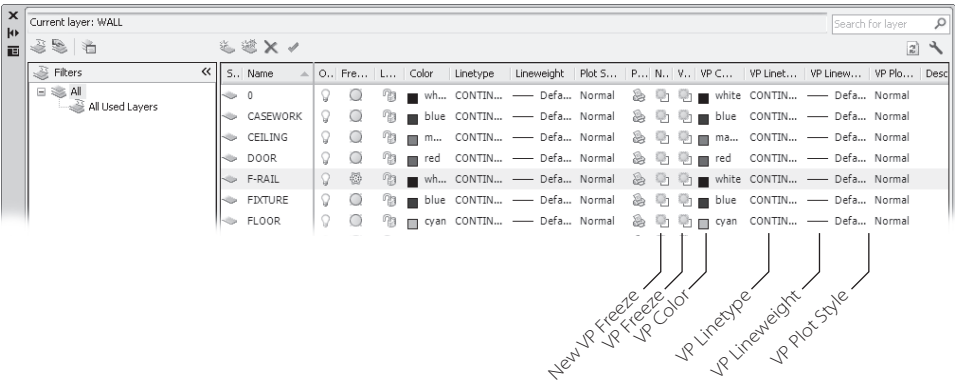 Current layer: WALL
Search for layer
Filters
All
All Used Layers
S.. Name O.. Fre... L... Color Linetype Lineweight Plot S... P... N.. V.. VP C... VP Linet... VP Linew... VP Plo... Desc
0 wh... CONTIN... Defa... Normal white CONTIN... Defa... Normal
CASEWORK blue CONTIN... Defa... Normal blue CONTIN... Defa... Normal
CEILING m... CONTIN... Defa... Normal ma... CONTIN... Defa... Normal
DOOR red CONTIN... Defa... Normal red CONTIN... Defa... Normal
F-RAIL wh... CONTIN... Defa... Normal white CONTIN... Defa... Normal
FIXTURE blue CONTIN... Defa... Normal blue CONTIN... Defa... Normal
FLOOR cyan CONTIN... Defa... Normal cyan CONTIN... Defa... Normal
New VP Freeze
VP Freeze
VP Color
VP Linetype
VP Lineweight
VP Plot Style